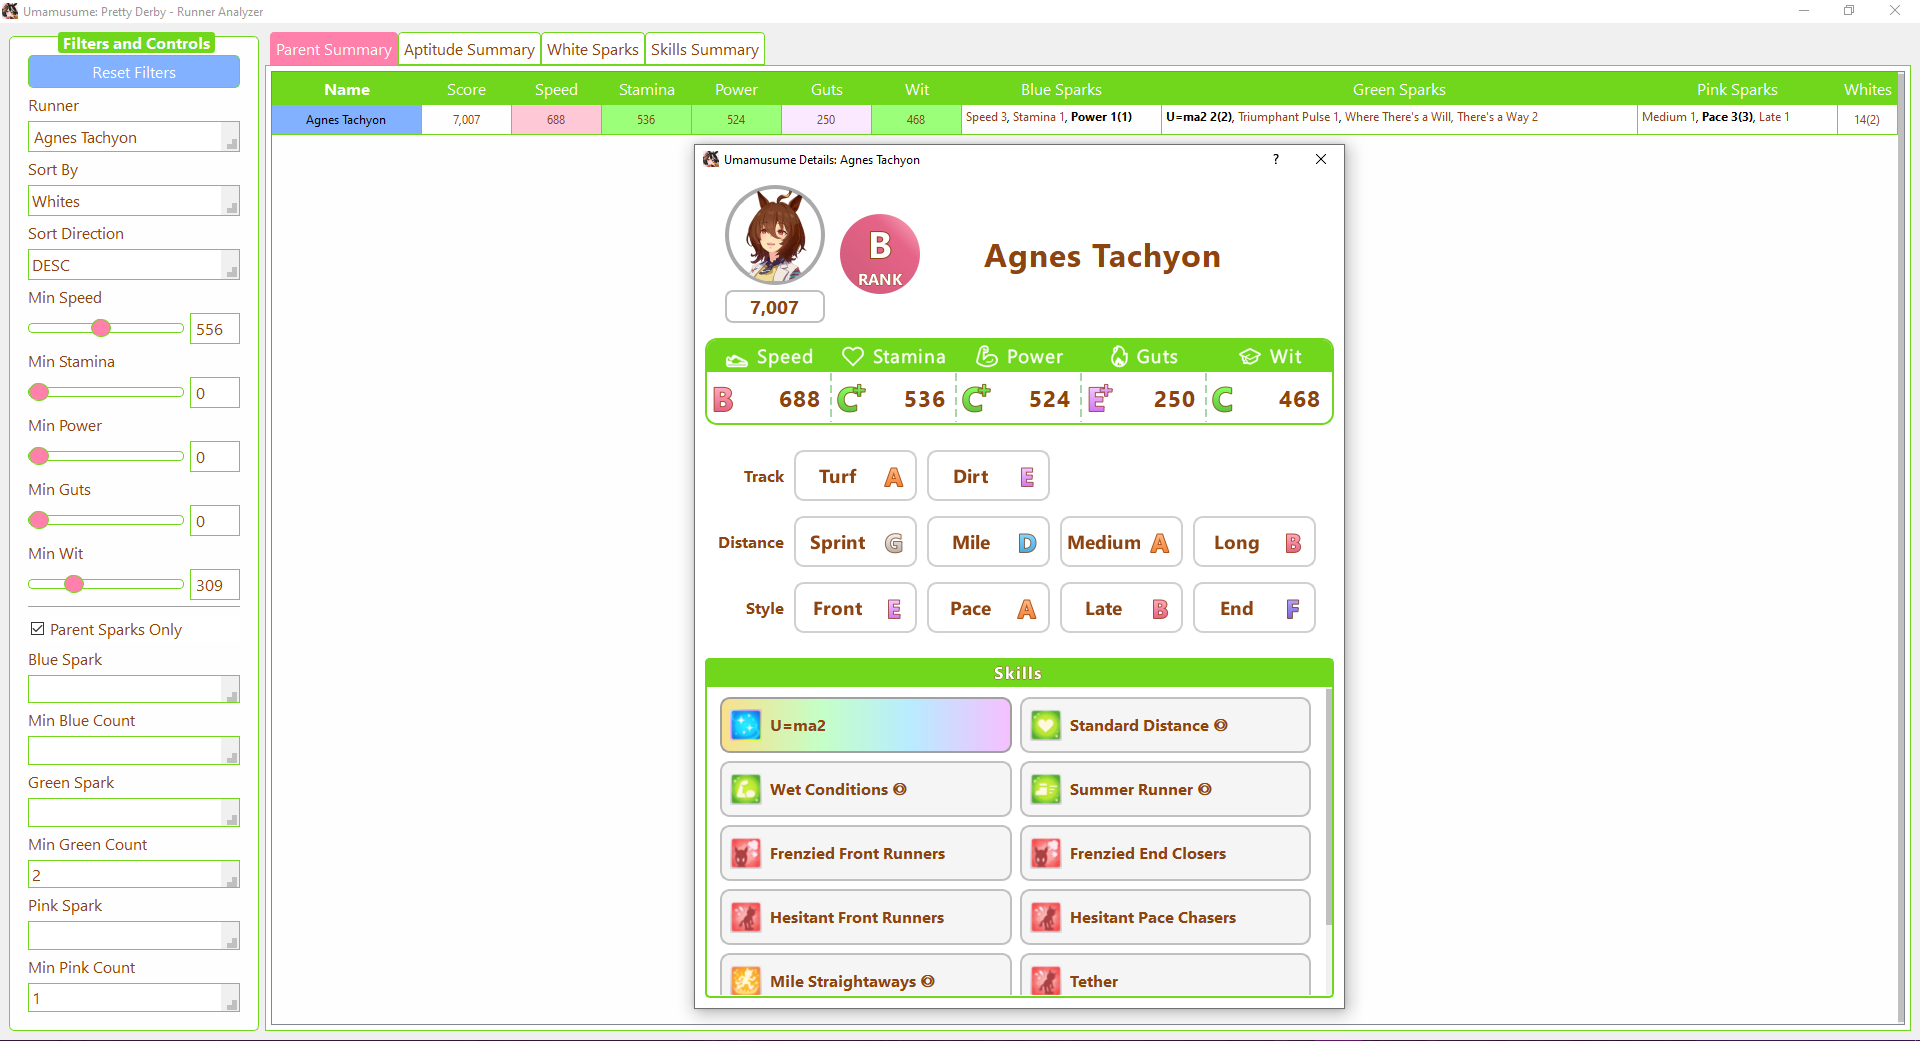 Umamusume: Pretty Derby - Runner Analyzer
Filters and Controls
Reset Filters
Runner
Agnes Tachyon
Sort By
Whites
Sort Direction
DESC
Min Speed
556
Min Stamina
0
Min Power
0
Min Guts
0
Min Wit
309
Parent Sparks Only
Blue Spark
Min Blue Count
Green Spark
Min Green Count
2
Pink Spark
Min Pink Count
1
Parent Summary Aptitude Summary White Sparks Skills Summary
Name Score Speed Stamina Power Guts Wit Blue Sparks Green Sparks Pink Sparks Whites
Agnes Tachyon 7,007 688 536 524 250 468 Speed 3, Stamina 1, Power 1(1) U=ma2 2(2), Triumphant Pulse 1, Where There's a Will, There's a Way 2 Medium 1, Pace 3(3), Late 1 14(2)
Umamusume Details: Agnes Tachyon ?
B
RANK
Agnes Tachyon
7,007
Speed Stamina Power Guts Wit
B 688 C+ 536 C+ 524 E+ 250 C 468
Track Turf A Dirt E
Distance Sprint G Mile D Medium A Long B
Style Front E Pace A Late B End F
Skills
U=ma2 Standard Distance ◎
Wet Conditions ◎ Summer Runner ◎
Frenzied Front Runners Frenzied End Closers
Hesitant Front Runners Hesitant Pace Chasers
Mile Straightaways ◎ Tether